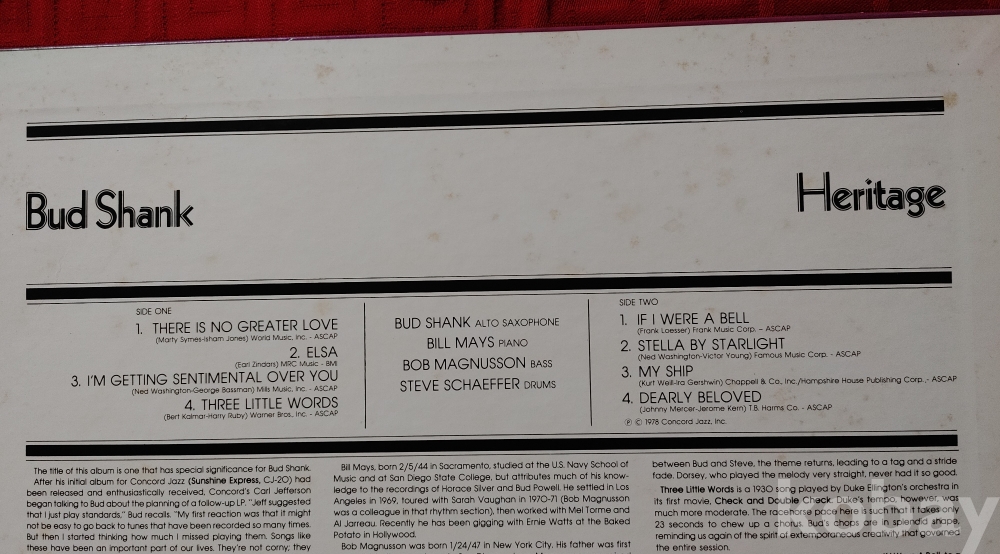 Bud Shank
Heritage
SIDE ONE
1. THERE IS NO GREATER LOVE
(Marty Symes-Isham Jones) World Music, Inc. - ASCAP
2. ELSA
(Earl Zindars) MRC Music - BMI
3. I'M GETTING SENTIMENTAL OVER YOU
(Ned Washington-George Bassman) Mills Music, Inc. - ASCAP
4. THREE LITTLE WORDS
(Bert Kalmar-Harry Ruby) Warner Bros., Inc. - ASCAP
BUD SHANK ALTO SAXOPHONE
BILL MAYS PIANO
BOB MAGNUSSON BASS
STEVE SCHAEFFER DRUMS
SIDE TWO
1. IF I WERE A BELL
(Frank Loesser) Frank Music Corp. - ASCAP
2. STELLA BY STARLIGHT
(Ned Washington-Victor Young) Famous Music Corp. - ASCAP
3. MY SHIP
(Kurt Weil-Ira Gershwin) Chappell & Co., Inc./Hampshire House Publishing Corp. - ASCAP
4. DEARLY BELOVED
(Johnny Mercer-Jerome Kern) T.B. Harms Co. - ASCAP
℗ © 1978 Concord Jazz, Inc.
The title of this album is one that has special significance for Bud Shank.
After his initial album for Concord Jazz (Sunshine Express, CJ-20) had
been released and enthusiastically received, Concord's Carl Jefferson
began talking to Bud about the planning of a follow-up LP. "Jeff suggested
that I just play standards," Bud recalls. "My first reaction was that it might
not be easy to go back to tunes that have been recorded so many times.
But then I started thinking how much I missed playing them. Songs like
these have been an important part of our lives. They're not corny; they
Bill Mays, born 2/5/44 in Sacramento, studied at the U.S. Navy School of
Music and at San Diego State College, but attributes much of his know-
ledge to the recordings of Horace Silver and Bud Powell. He settled in Los
Angeles in 1969, toured with Sarah Vaughan in 1970-71 (Bob Magnusson
was a colleague in that rhythm section), then worked with Mel Torme and
Al Jarreau. Recently he has been gigging with Ernie Watts at the Baked
Potato in Hollywood.
Bob Magnusson was born 1/24/47 in New York City. His father was first
between Bud and Steve, the theme returns, leading to a tag and a stride
fade. Dorsey, who played the melody very straight, never had it so good.
Three Little Words is a 1930 song played by Duke Ellington's orchestra in
its first movie, Check and Double Check. Duke's tempo, however, was
much more moderate. The racehorse pace here is such that it takes only
23 seconds to chew up a chorus. Bud's chops are in splendid shape,
reminding us again of the spirit of extemporaneous creativity that governed
the entire session.
kobay